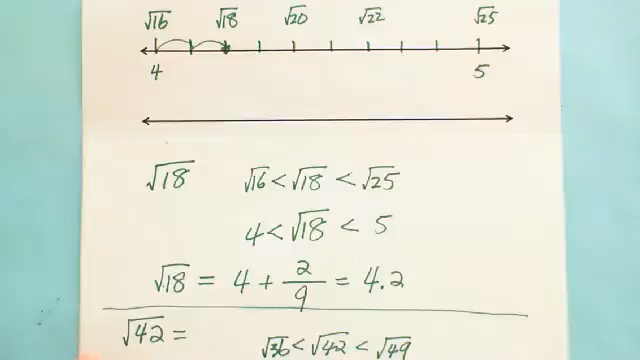 √16 √18 √20 √22 √25
4 5
√18 √16 < √18 < √25
4 < √18 < 5
√18 = 4 + 2/9 = 4.2
√42 = √36 < √42 < √49